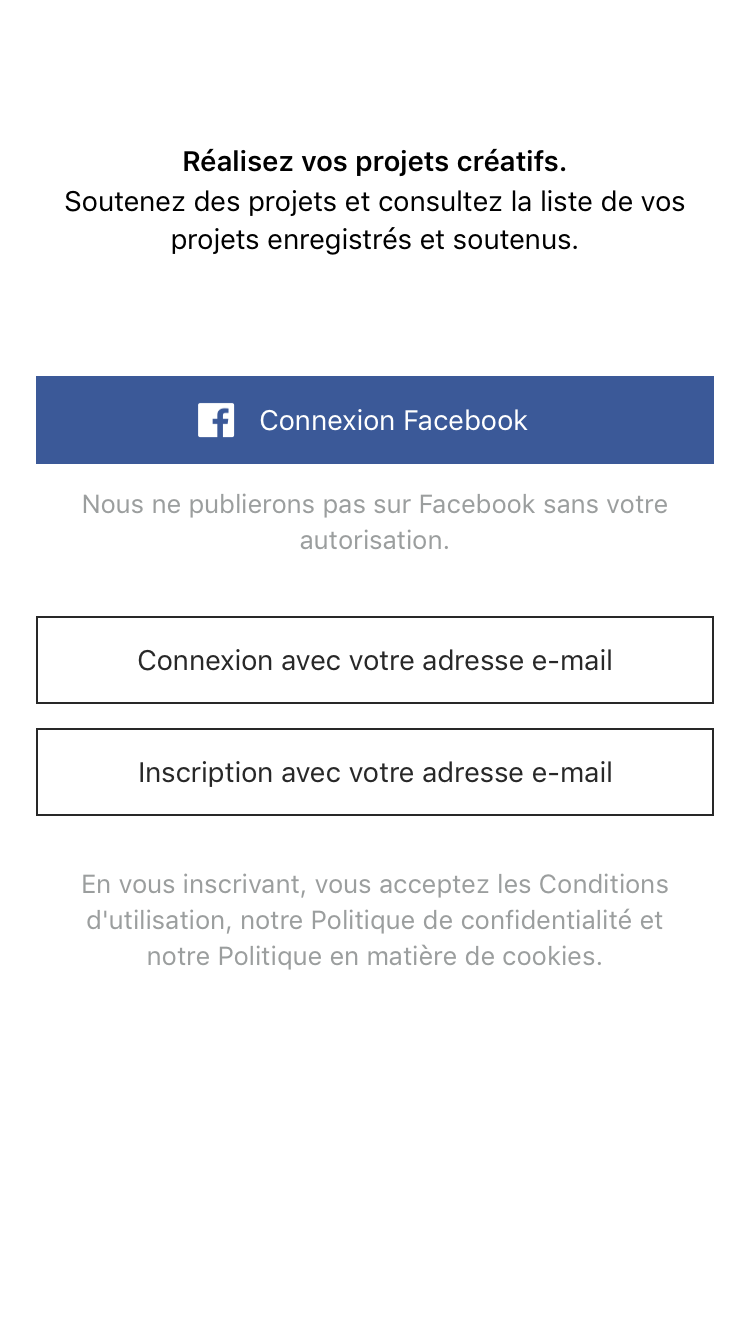 Réalisez vos projets créatifs.
Soutenez des projets et consultez la liste de vos
projets enregistrés et soutenus.
Connexion Facebook
Nous ne publierons pas sur Facebook sans votre
autorisation.
Connexion avec votre adresse e-mail
Inscription avec votre adresse e-mail
En vous inscrivant, vous acceptez les Conditions
d'utilisation, notre Politique de confidentialité et
notre Politique en matière de cookies.